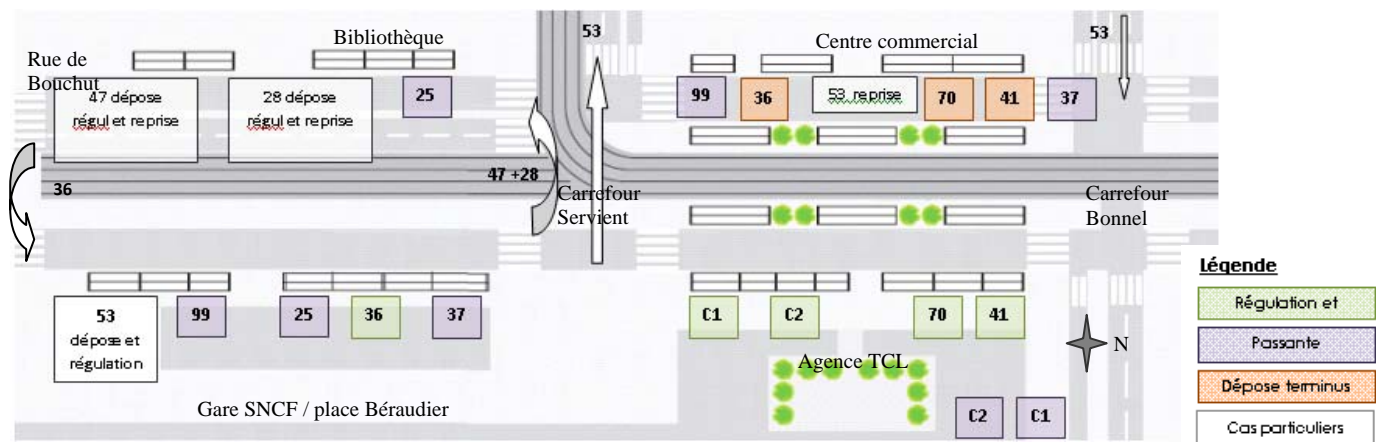 Rue de
Bouchut
Bibliothèque
53
Centre commercial
53
47 dépose
régul et reprise
28 dépose
régul et reprise
25
99
36
53 reprise
70
41
37
36
47 +28
Carrefour
Servient
Carrefour
Bonnel
53
dépose et
régulation
99
25
36
37
C1
C2
70
41
N
Agence TCL
Gare SNCF / place Béraudier
C2
C1
Légende
Régulation et
Passante
Dépose terminus
Cas particuliers